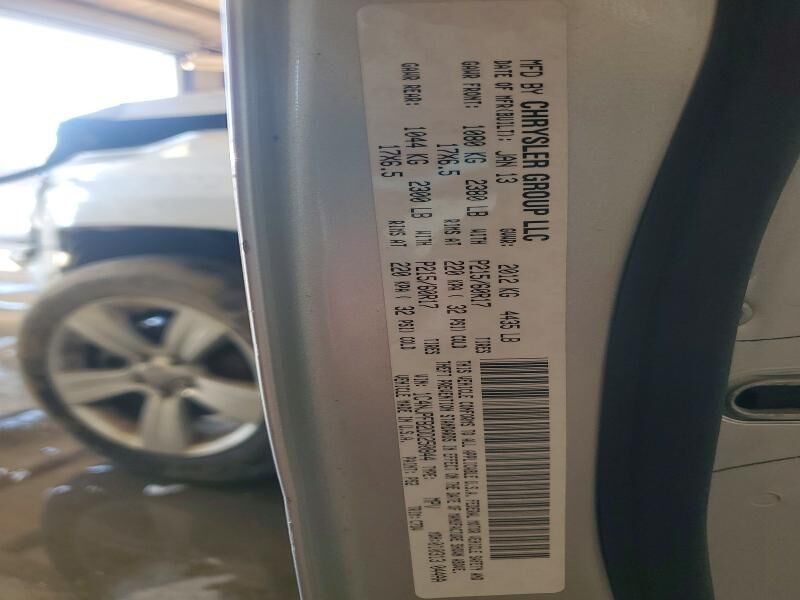 MFD BY CHRYSLER GROUP LLC
DATE OF MFR(BUILT): JAN 13 GVWR: 2012 KG 4435 LB
GAWR FRONT: 1080 KG 2380 LB WITH P215/60R17 TIRES
17X6.5 RIMS AT 220 KPA( 32 PSI) COLD
GAWR REAR: 1044 KG 2300 LB WITH P215/60R17 TIRES
17X6.5 RIMS AT 220 KPA( 32 PSI) COLD
THIS VEHICLE CONFORMS TO ALL APPLICABLE U.S.A. FEDERAL MOTOR VEHICLE SAFETY AND
THEFT PREVENTION STANDARDS IN EFFECT ON THE DATE OF MANUFACTURE SHOWN ABOVE.
TYPE: MPV
VEHICLE MADE IN U.S.A. PAINT: PS2